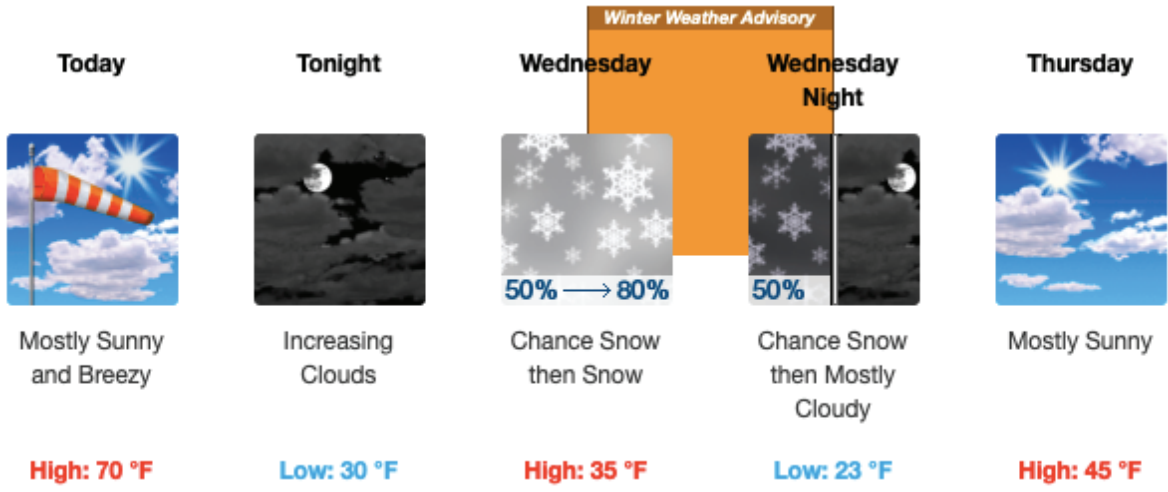 Winter Weather Advisory
Today
Tonight
Wednesday
Wednesday
Night
Thursday
50% → 80%
50%
Mostly Sunny
and Breezy
Increasing
Clouds
Chance Snow
then Snow
Chance Snow
then Mostly
Cloudy
Mostly Sunny
High: 70 °F
Low: 30 °F
High: 35 °F
Low: 23 °F
High: 45 °F